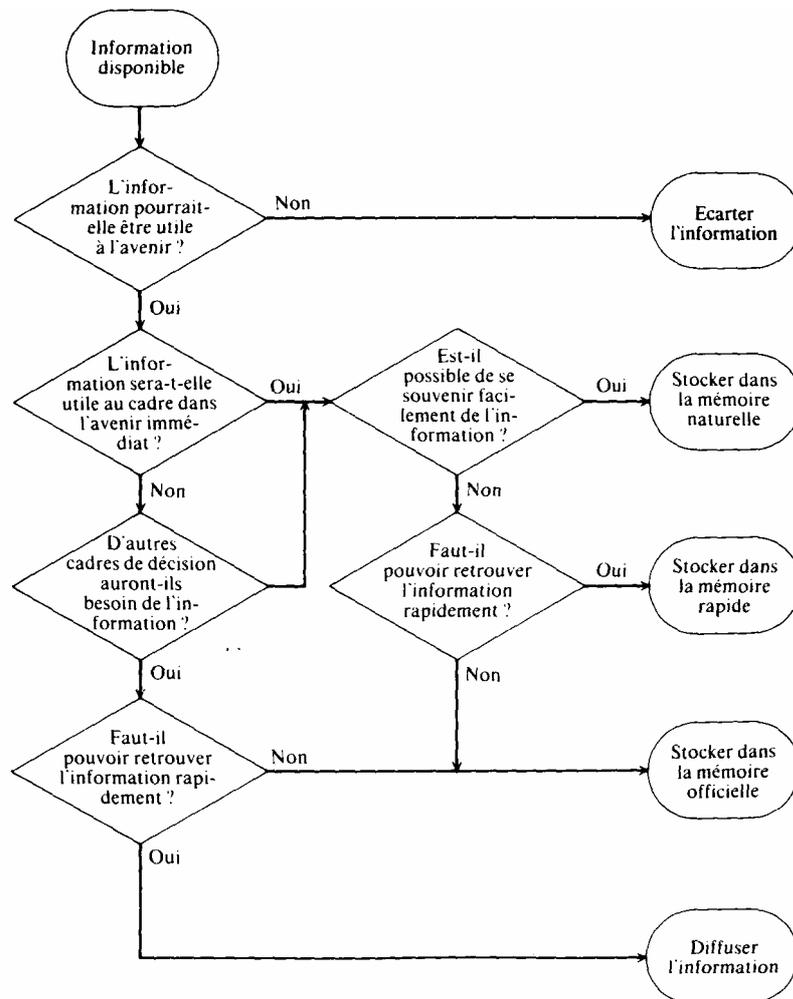 Information
disponible
L'infor-
mation pourrait-
elle être utile
à l'avenir ?
Non
Ecarter
l'information
Oui
L'infor-
mation sera-t-elle
utile au cadre dans
l'avenir immé-
diat ?
Oui
Est-il
possible de se
souvenir faci-
lement de l'in-
formation ?
Oui
Stocker dans
la mémoire
naturelle
Non
Non
D'autres
cadres de décision
auront-ils
besoin de l'in-
formation ?
Faut-il
pouvoir retrouver
l'information
rapidement ?
Oui
Stocker dans
la mémoire
rapide
Oui
Non
Faut-il
pouvoir retrouver
l'information rapi-
dement ?
Non
Stocker dans
la mémoire
officielle
Oui
Diffuser
l'information